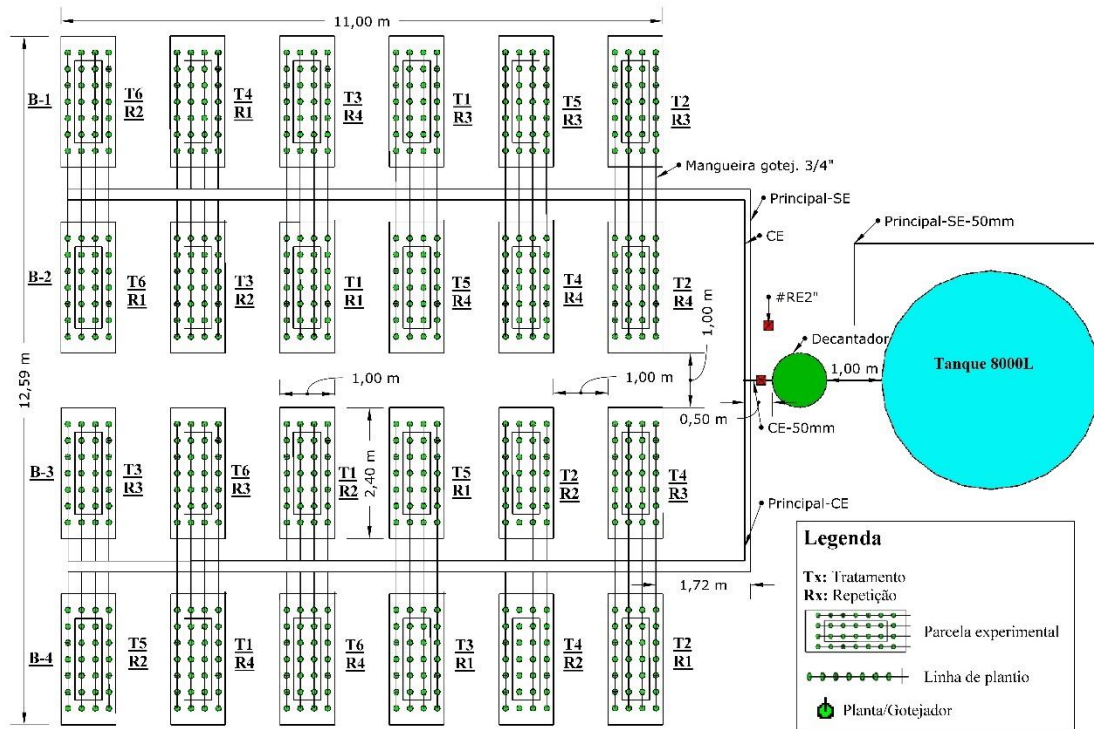 11,00 m
12,59 m
B-1
T6
R2
T4
R1
T3
R4
T1
R3
T5
R3
T2
R3
Mangueira gotej. 3/4"
Principal-SE
CE
Principal-SE-50mm
B-2
T6
R1
T3
R2
T1
R1
T5
R4
T4
R4
T2
R4
#RE2"
Decantador
1,00 m
1,00 m
Tanque 8000L
1,00 m
1,00 m
0,50 m
CE-50mm
B-3
T3
R3
T6
R3
T1
R2
2,40 m
T5
R1
T2
R2
T4
R3
Principal-CE
1,72 m
B-4
T5
R2
T1
R4
T6
R4
T3
R1
T4
R2
T2
R1
Legenda
Tx: Tratamento
Rx: Repetição
Parcela experimental
Linha de plantio
Planta/Gotejador